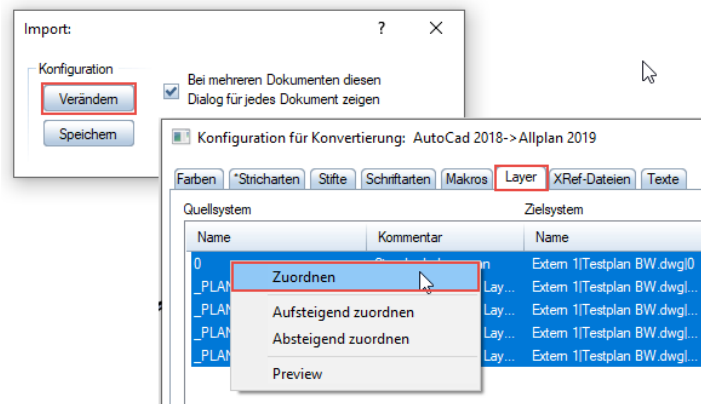 Import:
?
Konfiguration
Verändern
Speichern
Bei mehreren Dokumenten diesen
Dialog für jedes Dokument zeigen
Konfiguration für Konvertierung: AutoCad 2018->Allplan 2019
Farben *Stricharten Stifte Schriftarten Makros Layer XRef-Dateien Texte
Quellsystem Zielsystem
Name Kommentar Name
0 Extern 1|Testplan BW.dwg|0
Zuordnen
_PLAN Lay... Extern 1|Testplan BW.dwg|...
_PLAN Lay... Extern 1|Testplan BW.dwg|...
Aufsteigend zuordnen
_PLAN Lay... Extern 1|Testplan BW.dwg|...
Absteigend zuordnen
_PLAN Lay... Extern 1|Testplan BW.dwg|...
Preview